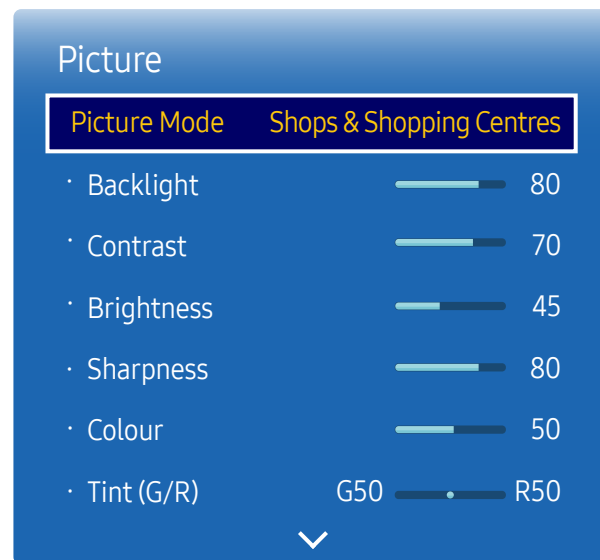 Picture
Picture Mode Shops & Shopping Centres
· Backlight 80
· Contrast 70
· Brightness 45
· Sharpness 80
· Colour 50
· Tint (G/R) G50 R50